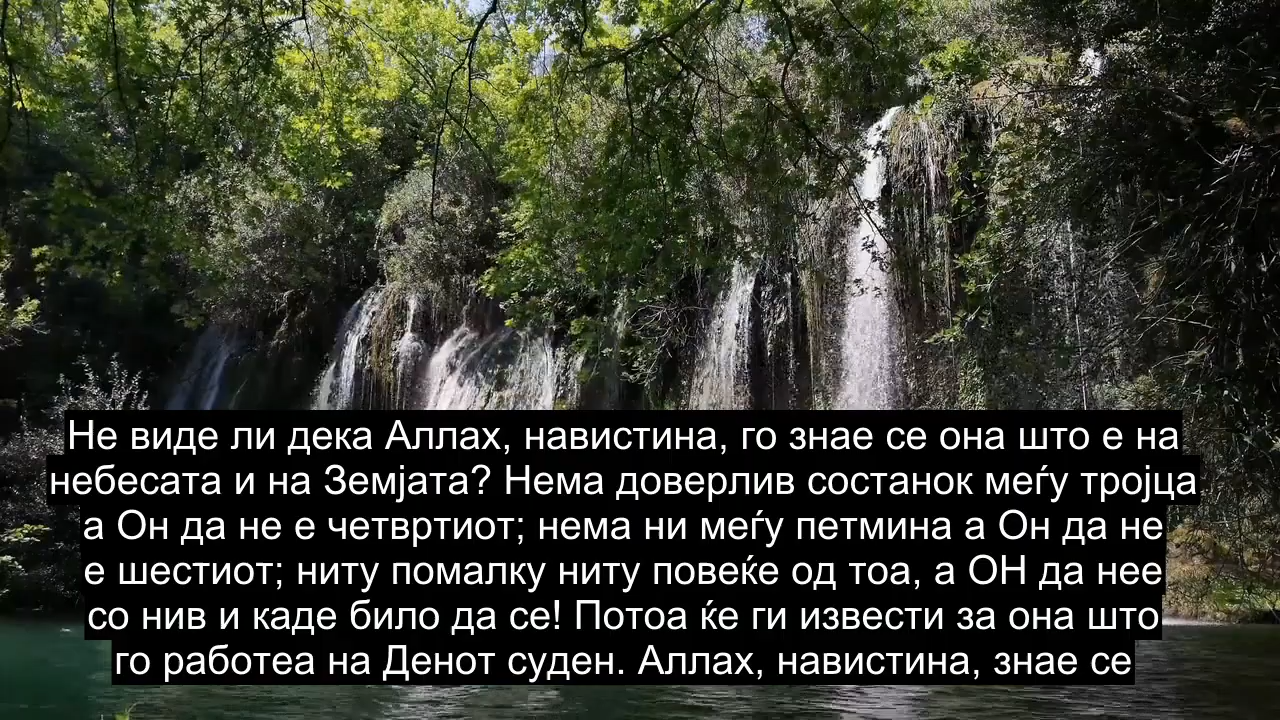 Не виде ли дека Аллах, навистина, го знае се она што е на
небесата и на Земјата? Нема доверлив состанок меѓу тројца
а Он да не е четвртиот; нема ни меѓу петмина а Он да не
е шестиот; ниту помалку ниту повеќе од тоа, а ОН да нее
со нив и каде било да се! Потоа ќе ги извести за она што
го работеа на Денот суден. Аллах, навистина, знае се